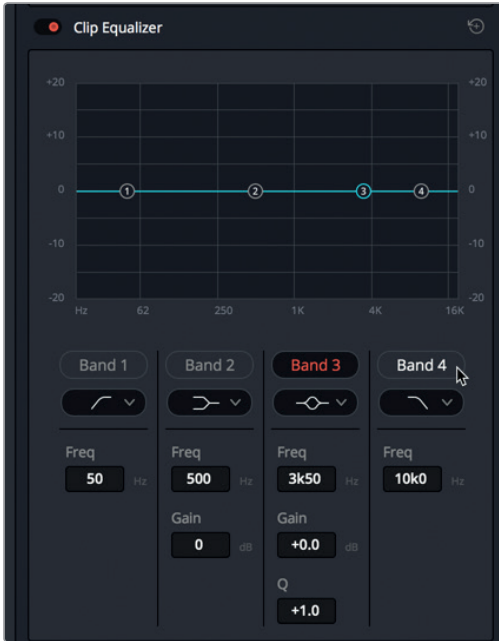 Clip Equalizer
+20 +20
+10 +10
0 1 2 3 4 0
-10 -10
-20 -20
Hz 62 250 1K 4K 16K
Band 1 Band 2 Band 3 Band 4
Freq Freq Freq Freq
50 Hz 500 Hz 3k50 Hz 10k0 Hz
Gain Gain
0 dB +0.0 dB
Q
+1.0